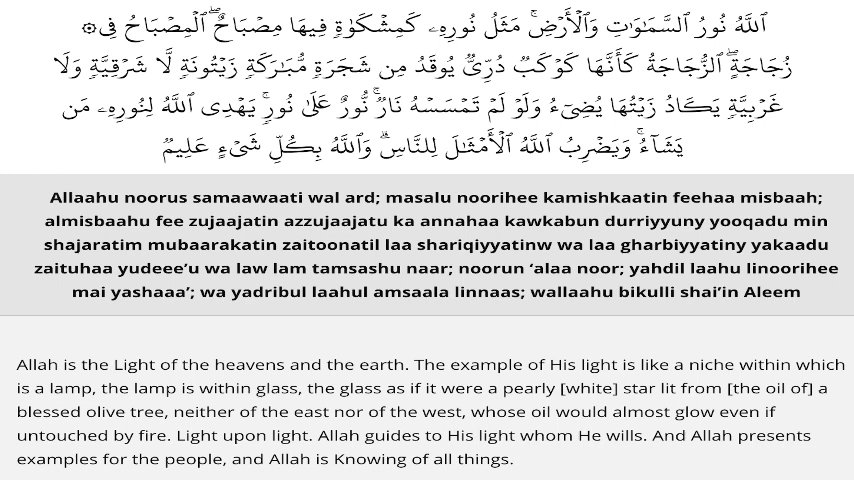 ٱللَّهُ نُورُ ٱلسَّمَـٰوَٰتِ وَٱلْأَرْضِ ۚ مَثَلُ نُورِهِۦ كَمِشْكَوٰةٍ فِيهَا مِصْبَاحٌ ۖ ٱلْمِصْبَاحُ فِى ۞
زُجَاجَةٍ ۖ ٱلزُّجَاجَةُ كَأَنَّهَا كَوْكَبٌ دُرِّىٌّ يُوقَدُ مِن شَجَرَةٍ مُّبَـٰرَكَةٍ زَيْتُونَةٍ لَّا شَرْقِيَّةٍ وَلَا
غَرْبِيَّةٍ يَكَادُ زَيْتُهَا يُضِىٓءُ وَلَوْ لَمْ تَمْسَسْهُ نَارٌ ۚ نُّورٌ عَلَىٰ نُورٍ ۗ يَهْدِى ٱللَّهُ لِنُورِهِۦ مَن
يَشَآءُ ۚ وَيَضْرِبُ ٱللَّهُ ٱلْأَمْثَـٰلَ لِلنَّاسِ ۗ وَٱللَّهُ بِكُلِّ شَىْءٍ عَلِيمٌ
Allaahu noorus samaawaati wal ard; masalu noorihee kamishkaatin feehaa misbaah;
almisbaahu fee zujaajatin azzujaajatu ka annahaa kawkabun durriyyuny yooqadu min
shajaratim mubaarakatin zaitoonatil laa shariqiyyatinw wa laa gharbiyyatiny yakaadu
zaituhaa yudeee’u wa law lam tamsashu naar; noorun ‘alaa noor; yahdil laahu linoorihee
mai yashaaa’; wa yadribul laahul amsaala linnaas; wallaahu bikulli shai’in Aleem
Allah is the Light of the heavens and the earth. The example of His light is like a niche within which
is a lamp, the lamp is within glass, the glass as if it were a pearly [white] star lit from [the oil of] a
blessed olive tree, neither of the east nor of the west, whose oil would almost glow even if
untouched by fire. Light upon light. Allah guides to His light whom He wills. And Allah presents
examples for the people, and Allah is Knowing of all things.